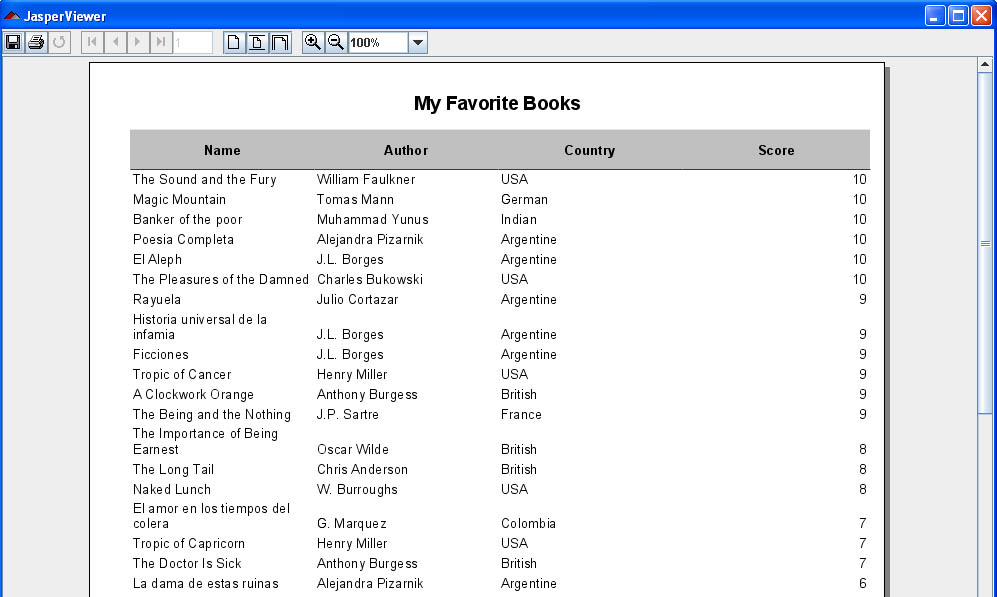 JasperViewer
1
100%
My Favorite Books
Name Author Country Score
The Sound and the Fury William Faulkner USA 10
Magic Mountain Tomas Mann German 10
Banker of the poor Muhammad Yunus Indian 10
Poesia Completa Alejandra Pizarnik Argentine 10
El Aleph J.L. Borges Argentine 10
The Pleasures of the Damned Charles Bukowski USA 10
Rayuela Julio Cortazar Argentine 9
Historia universal de la
infamia J.L. Borges Argentine 9
Ficciones J.L. Borges Argentine 9
Tropic of Cancer Henry Miller USA 9
A Clockwork Orange Anthony Burgess British 9
The Being and the Nothing J.P. Sartre France 9
The Importance of Being
Earnest Oscar Wilde British 8
The Long Tail Chris Anderson British 8
Naked Lunch W. Burroughs USA 8
El amor en los tiempos del
colera G. Marquez Colombia 7
Tropic of Capricorn Henry Miller USA 7
The Doctor Is Sick Anthony Burgess British 7
La dama de estas ruinas Alejandra Pizarnik Argentine 6